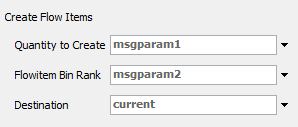 Create Flow Items
Quantity to Create msgparam1
Flowitem Bin Rank msgparam2
Destination current